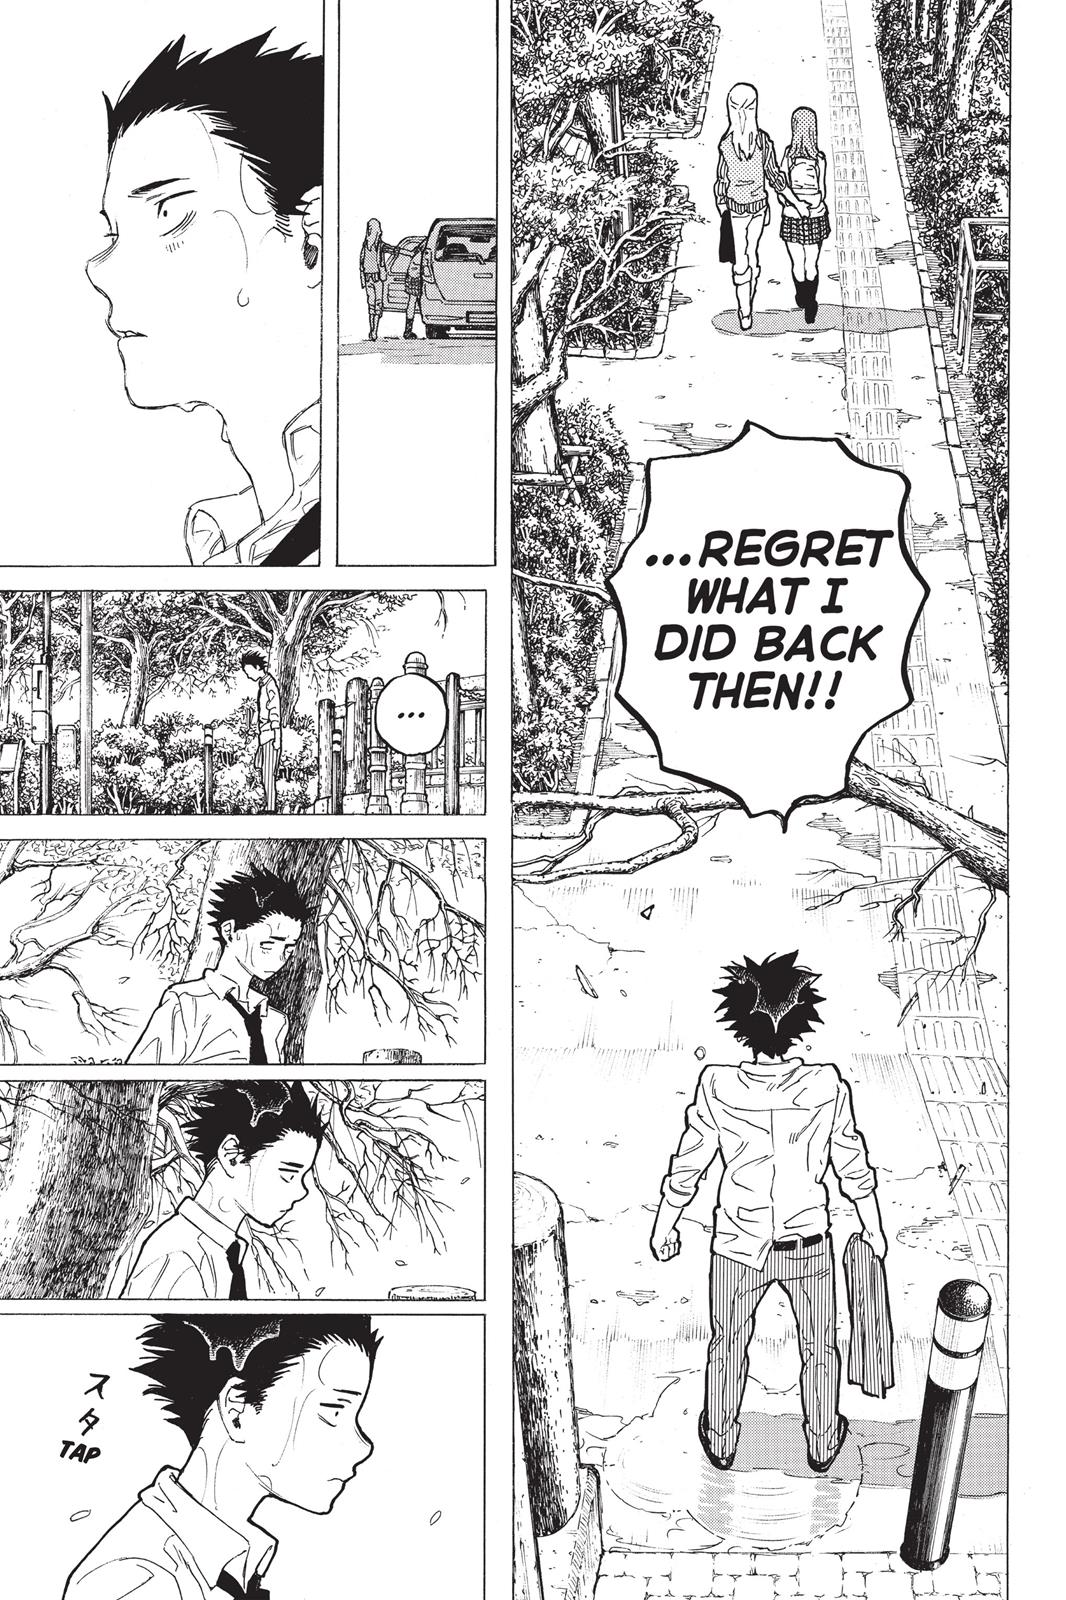 ...REGRET
WHAT I
DID BACK
THEN!!
...
スタ
TAP